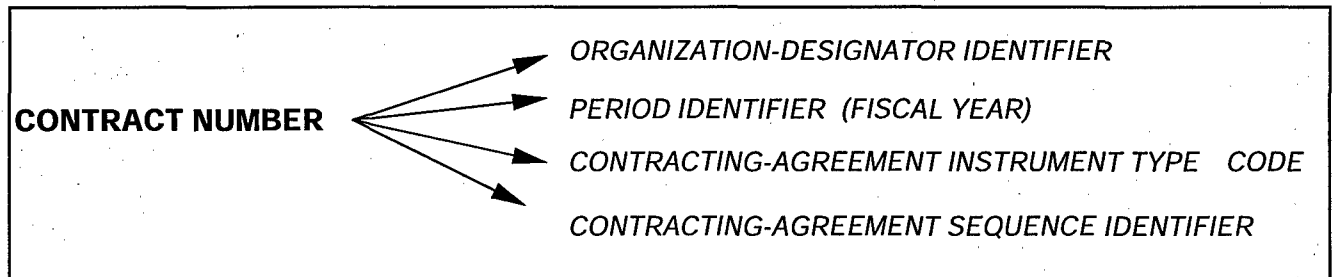 ORGANIZATION-DESIGNATOR IDENTIFIER
PERIOD IDENTIFIER (FISCAL YEAR)
CONTRACT NUMBER
CONTRACTING-AGREEMENT INSTRUMENT TYPE CODE
CONTRACTING-AGREEMENT SEQUENCE IDENTIFIER